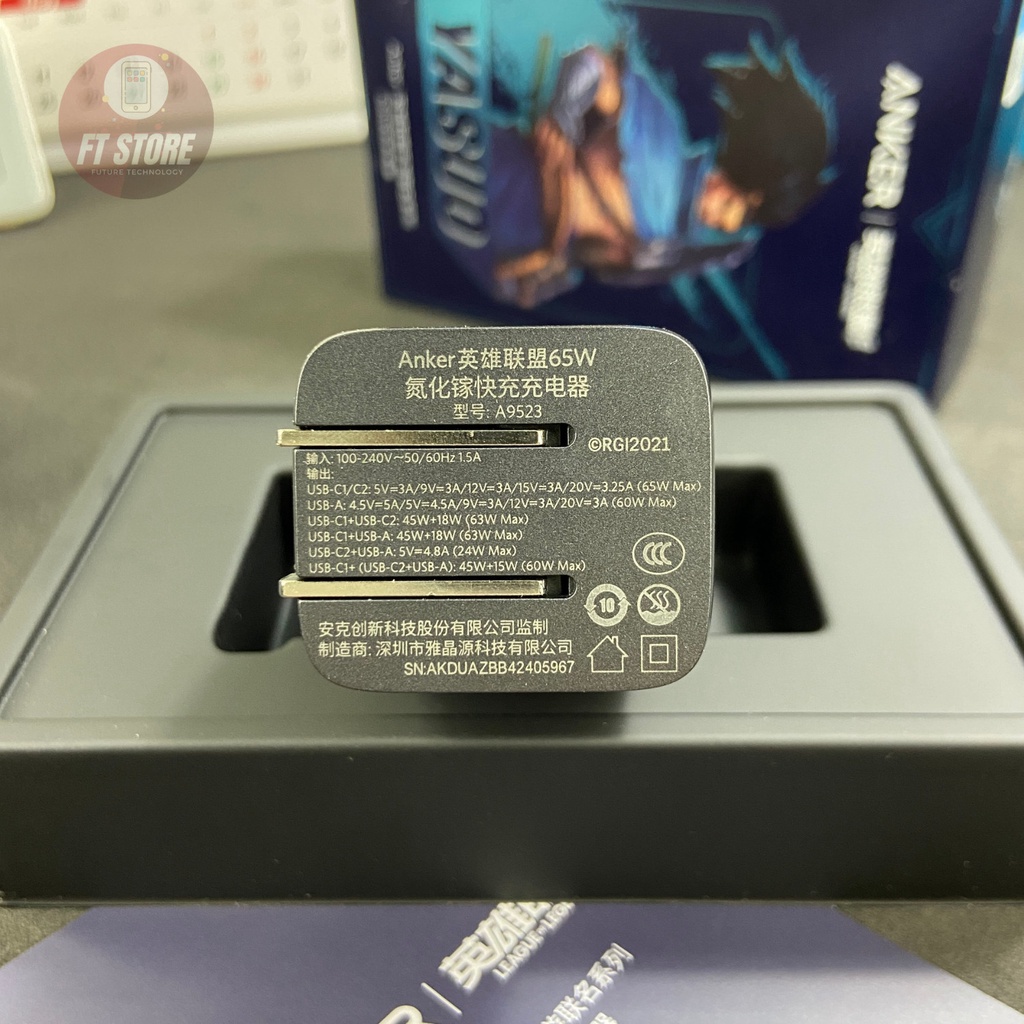 FT STORE
FUTURE TECHNOLOGY
YASUO
ANKER
Anker英雄联盟65W
氮化镓快充充电器
型号: A9523
©RGI2021
输入: 100-240V~50/60Hz 1.5A
输出:
USB-C1/C2: 5V=3A/9V=3A/12V=3A/15V=3A/20V=3.25A (65W Max)
USB-A: 4.5V=5A/5V=4.5A/9V=3A/12V=3A/20V=3A (60W Max)
USB-C1+USB-C2: 45W+18W (63W Max)
USB-C1+USB-A: 45W+18W (63W Max)
USB-C2+USB-A: 5V=4.8A (24W Max)
USB-C1+ (USB-C2+USB-A): 45W+15W (60W Max)
CCC
10
安克创新科技股份有限公司监制
制造商: 深圳市雅晶源科技有限公司
SN:AKDUAZBB42405967
英雄
LEAGUE
联名系列